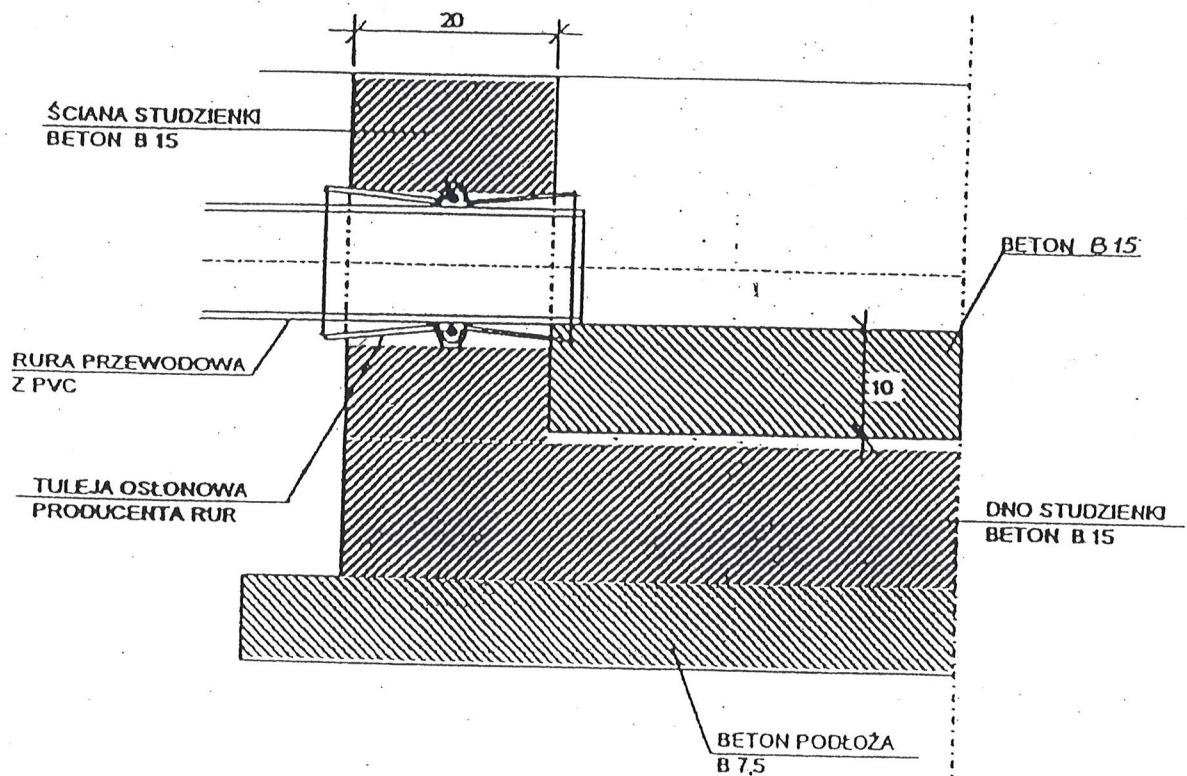 20
ŚCIANA STUDZIENKI
BETON B 15
BETON B 15
RURA PRZEWODOWA
Z PVC
10
TULEJA OSŁONOWA
PRODUCENTA RUR
DNO STUDZIENKI
BETON B 15
BETON PODŁOŻA
B 7,5